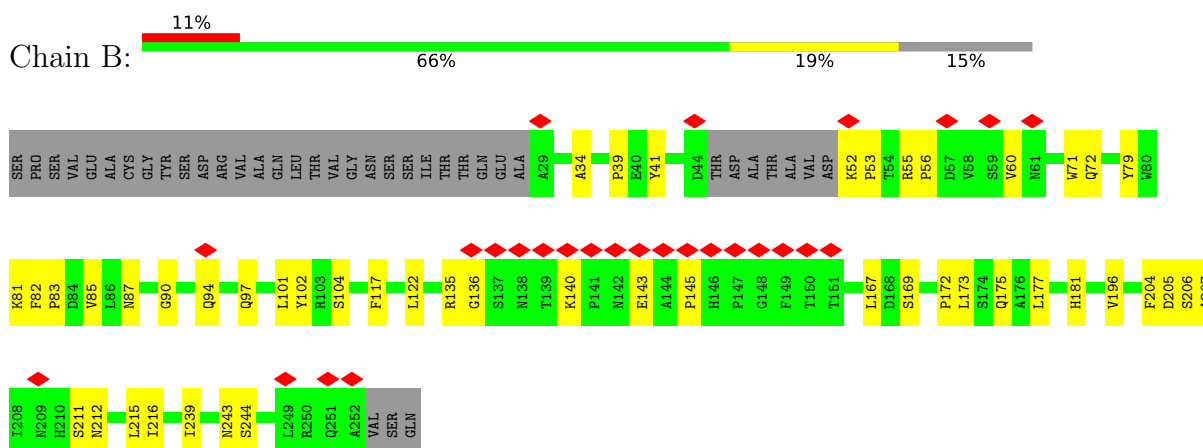 11%
Chain B:
66% 19% 15%
SER PRO SER VAL GLU ALA CYS GLY TYR SER ASP ARG VAL ALA GLN LEU THR VAL GLY ASN SER SER ILE THR THR GLN GLU ALA A29 A34 P39 E40 Y41 D44 THR ASP ALA THR ALA VAL ASP K52 P53 T54 R55 P56 D57 V58 S59 V60 N61 W71 Q72 Y79 W80
K81 F82 P83 D84 V85 L86 N87 G90 Q94 Q97 L101 Y102 R103 S104 F117 L122 R135 G136 S137 N138 T139 K140 P141 N142 E143 A144 P145 H146 P147 G148 F149 T150 T151 L167 D168 S169 P172 L173 S174 Q175 A176 L177 H181 V196 F204 D205 S206
I208 N209 H210 S211 N212 L215 I216 I239 N243 S244 L249 R250 Q251 A252 VAL SER GLN